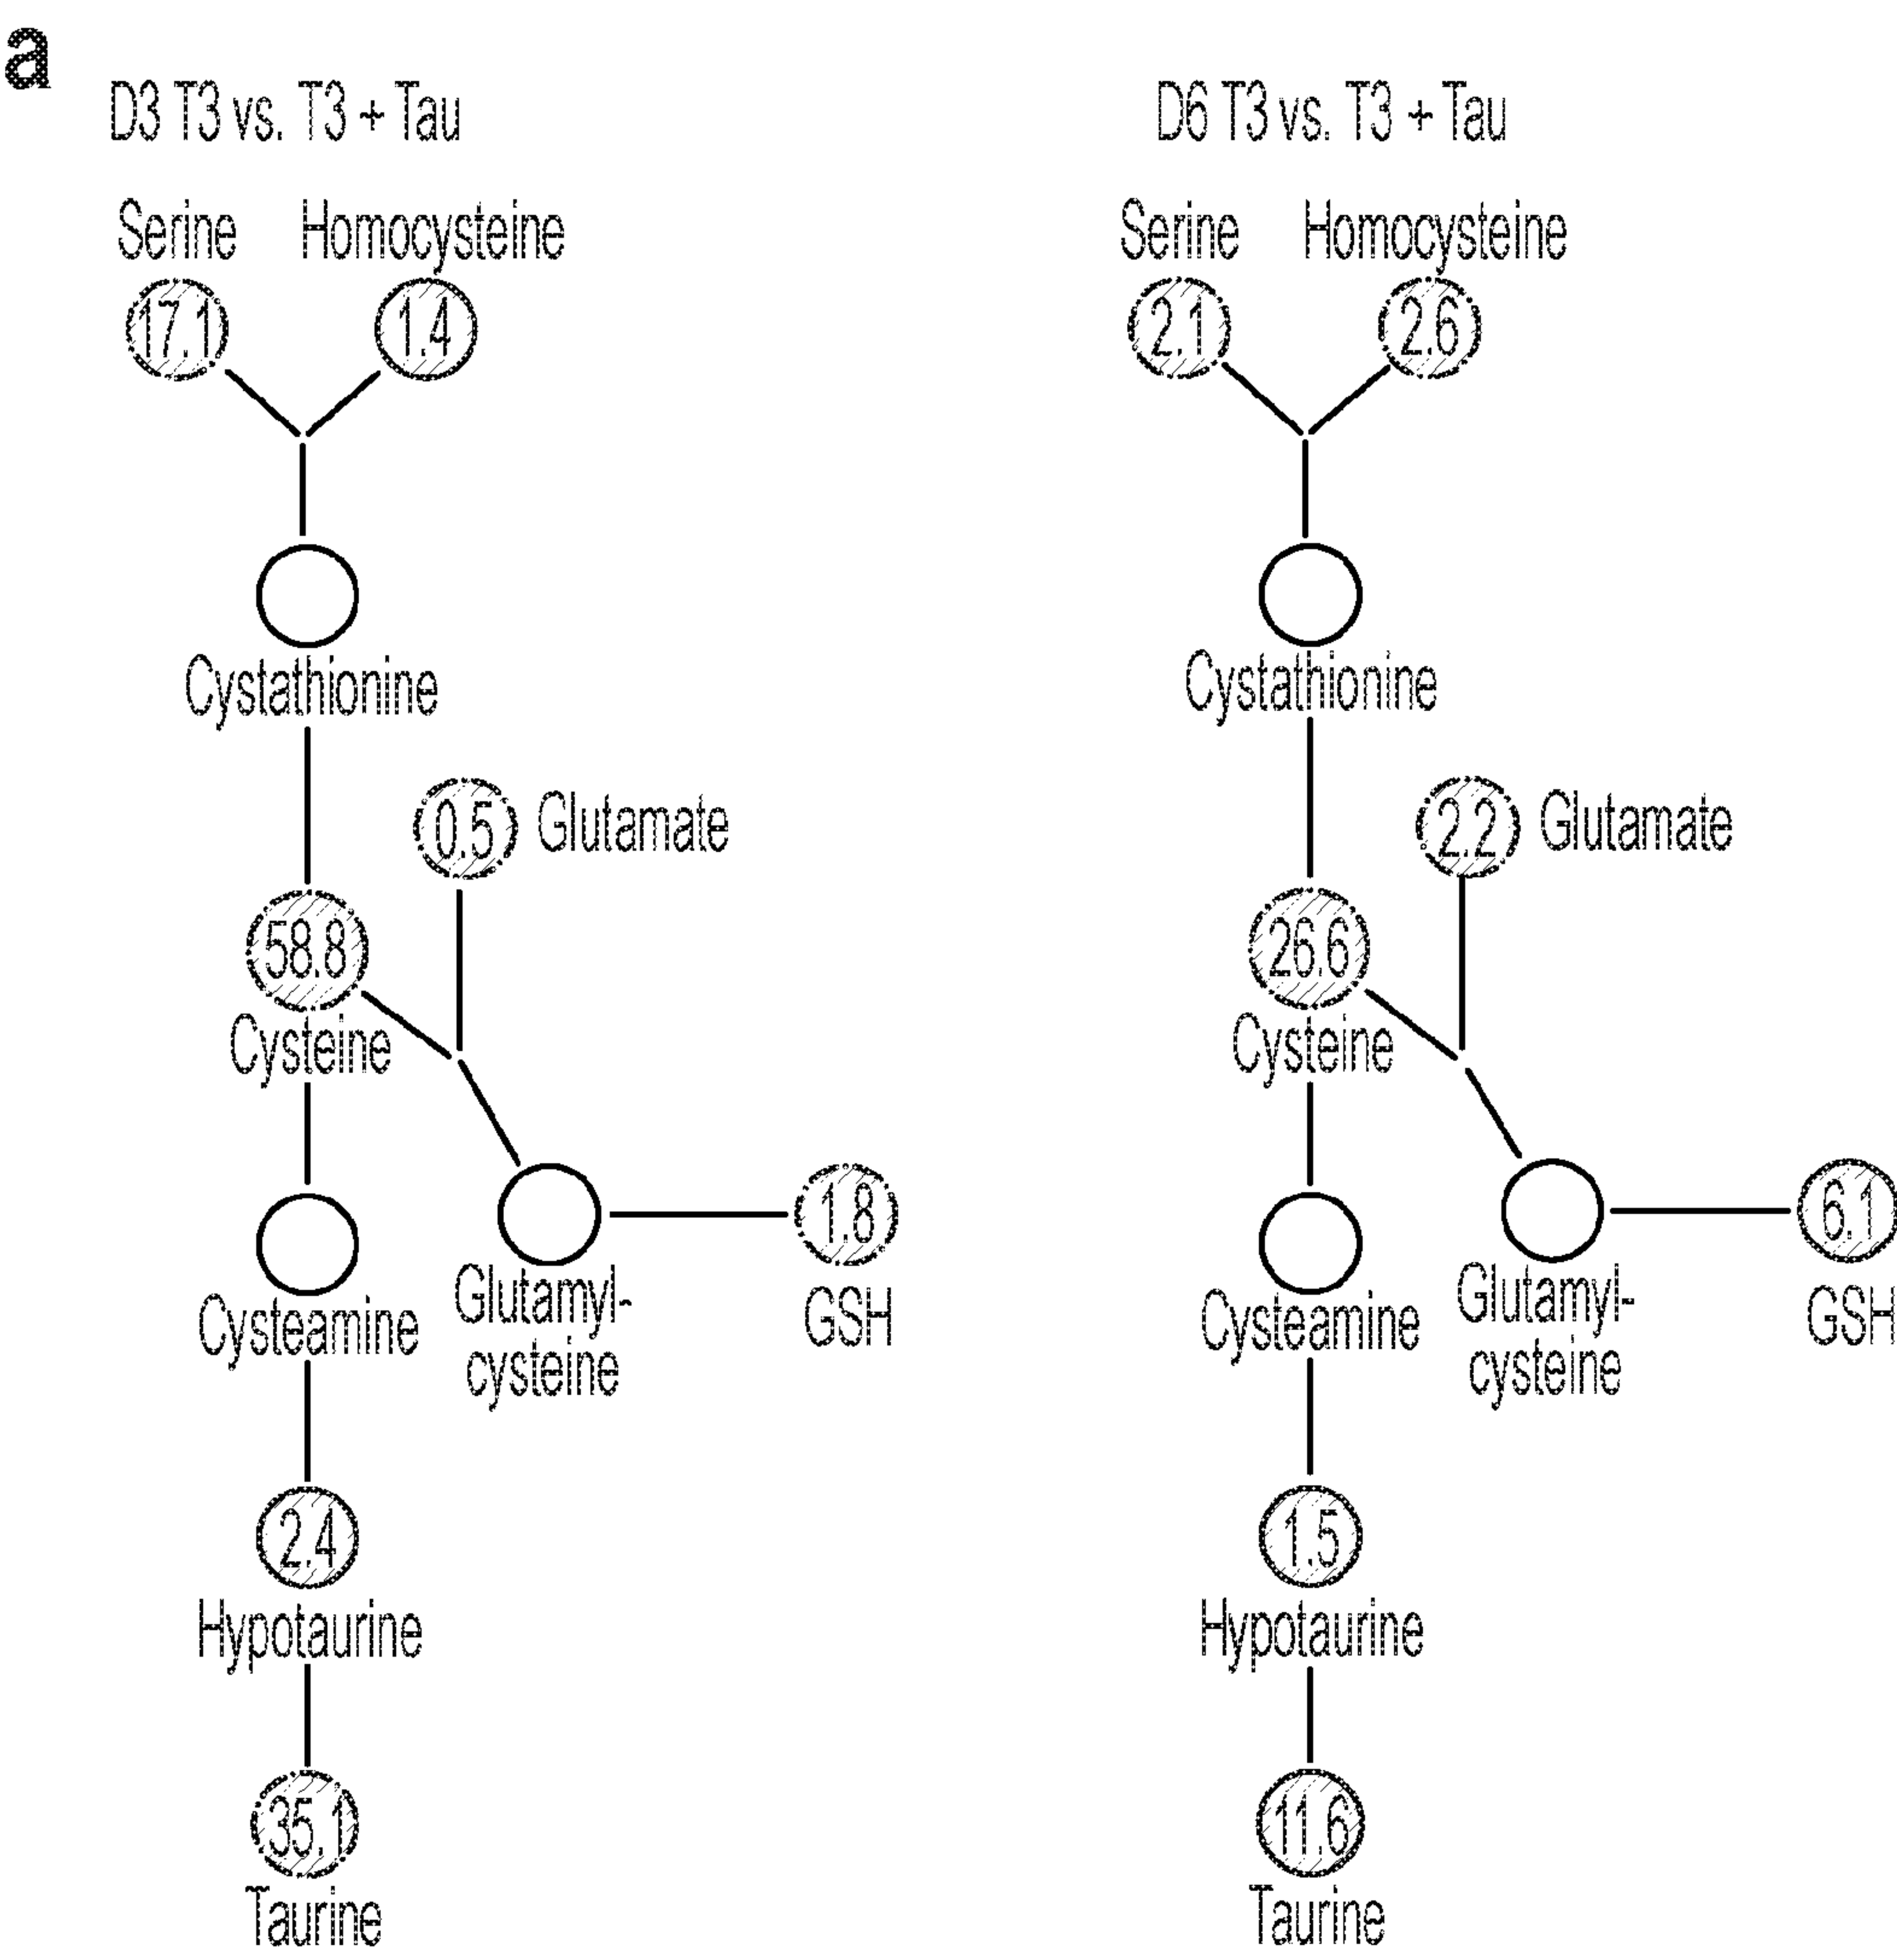 a
D3 T3 vs. T3 + Tau
Serine
Homocysteine
17.1
1.4
Cystathionine
0.5
Glutamate
58.8
Cysteine
1.8
Cysteamine
Glutamyl-
cysteine
GSH
2.4
Hypotaurine
35.1
Taurine
D6 T3 vs. T3 + Tau
Serine
Homocysteine
2.1
2.6
Cystathionine
2.2
Glutamate
26.6
Cysteine
6.1
Cysteamine
Glutamyl-
cysteine
GSH
1.5
Hypotaurine
11.6
Taurine